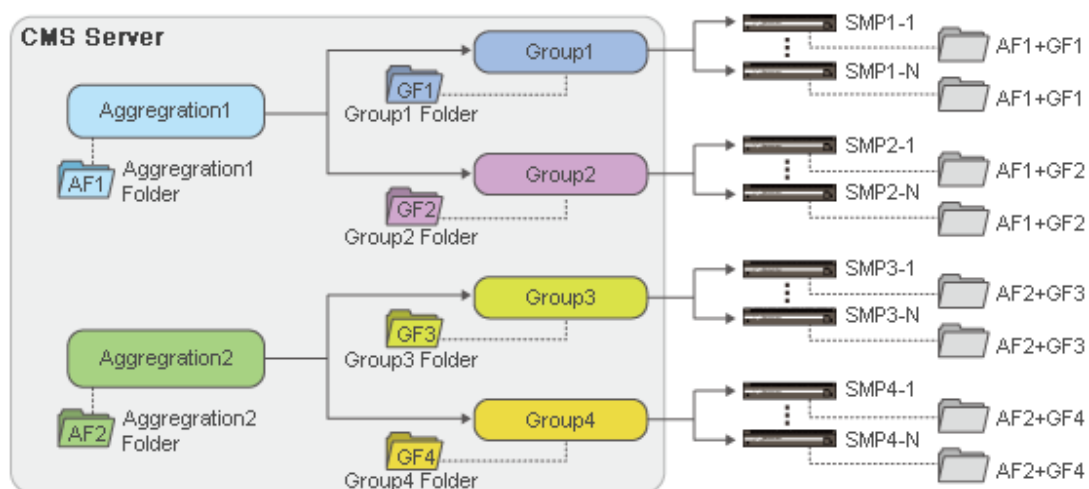 CMS Server
Aggregration1
AF1
Aggregration1
Folder
Group1
GF1
Group1 Folder
Group2
GF2
Group2 Folder
SMP1-1
AF1+GF1
SMP1-N
AF1+GF1
SMP2-1
AF1+GF2
SMP2-N
AF1+GF2
Aggregration2
AF2
Aggregration2
Folder
Group3
GF3
Group3 Folder
Group4
GF4
Group4 Folder
SMP3-1
AF2+GF3
SMP3-N
AF2+GF3
SMP4-1
AF2+GF4
SMP4-N
AF2+GF4